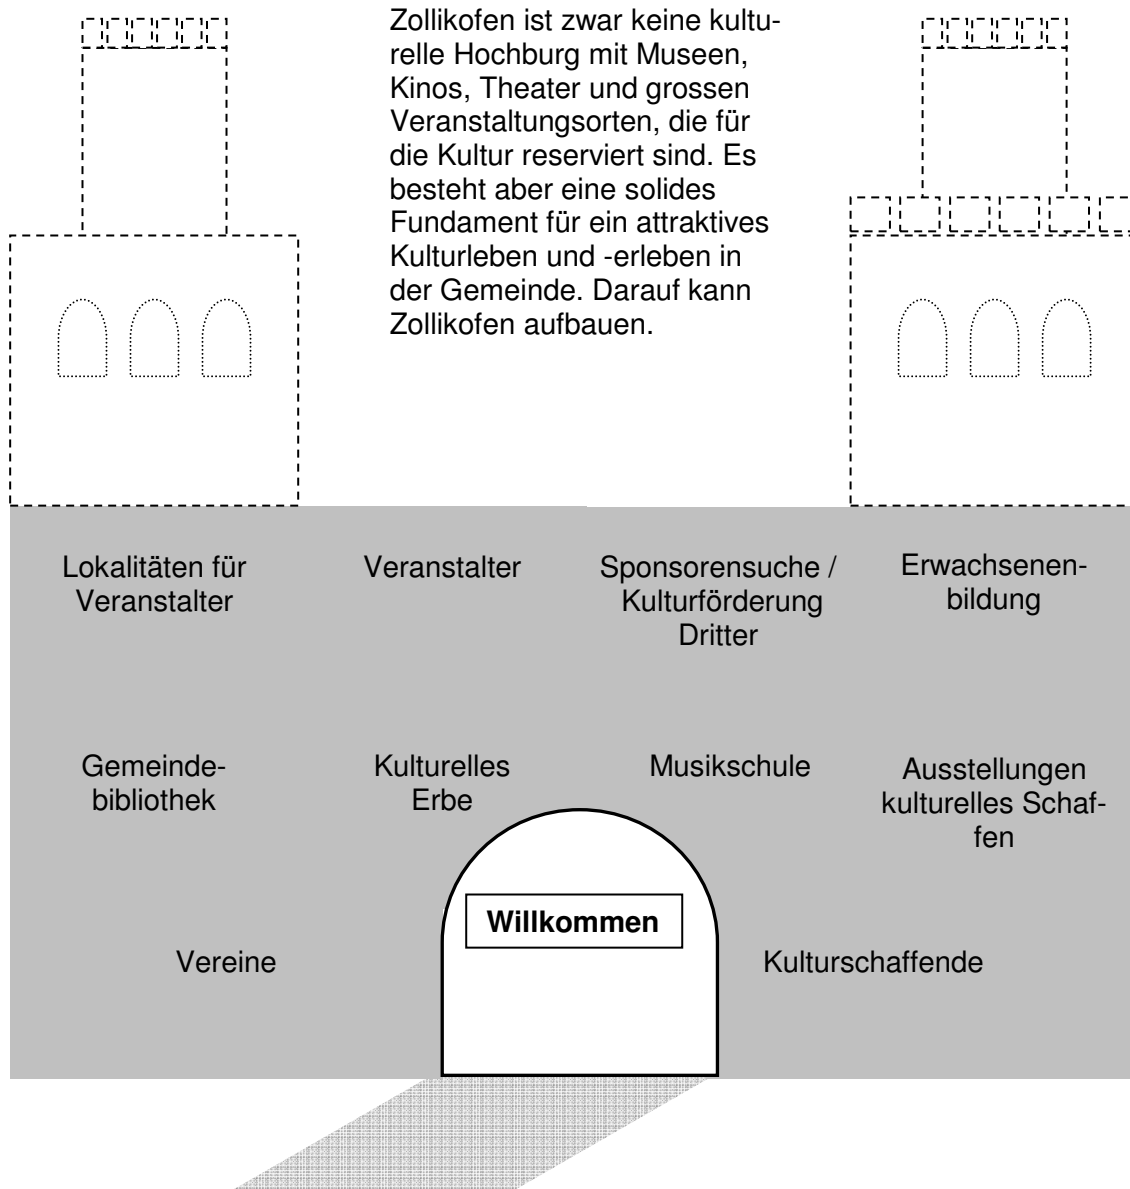 Zollikofen ist zwar keine kultu-
relle Hochburg mit Museen,
Kinos, Theater und grossen
Veranstaltungsorten, die für
die Kultur reserviert sind. Es
besteht aber eine solides
Fundament für ein attraktives
Kulturleben und -erleben in
der Gemeinde. Darauf kann
Zollikofen aufbauen.
Lokalitäten für
Veranstalter
Veranstalter
Sponsorensuche /
Kulturförderung
Dritter
Erwachsenen-
bildung
Gemeinde-
bibliothek
Kulturelles
Erbe
Musikschule
Ausstellungen
kulturelles Schaf-
fen
Willkommen
Vereine
Kulturschaffende